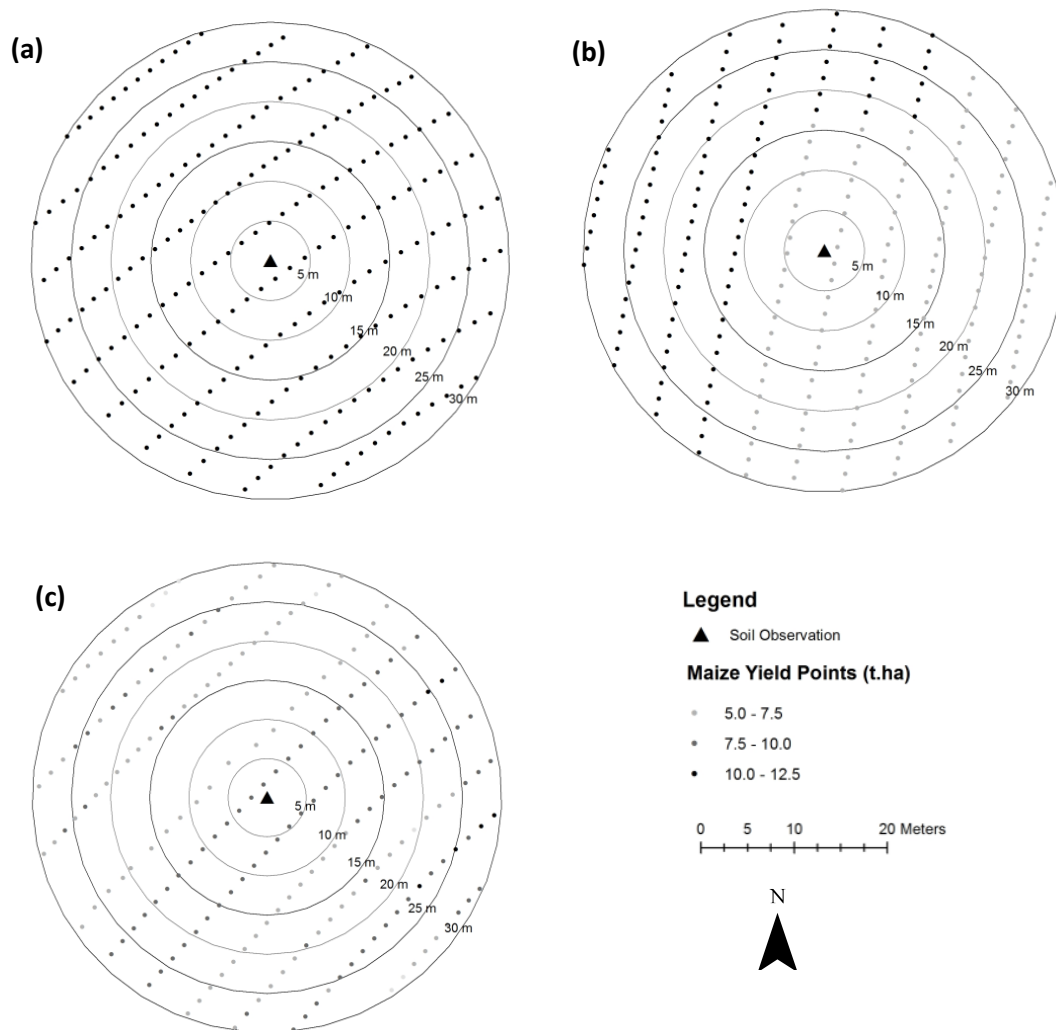 (a)
5 m
10 m
15 m
20 m
25 m
30 m
(b)
5 m
10 m
15 m
20 m
25 m
30 m
(c)
5 m
10 m
15 m
20 m
25 m
30 m
Legend
Soil Observation
Maize Yield Points (t.ha)
5.0 - 7.5
7.5 - 10.0
10.0 - 12.5
0 5 10 20 Meters
N